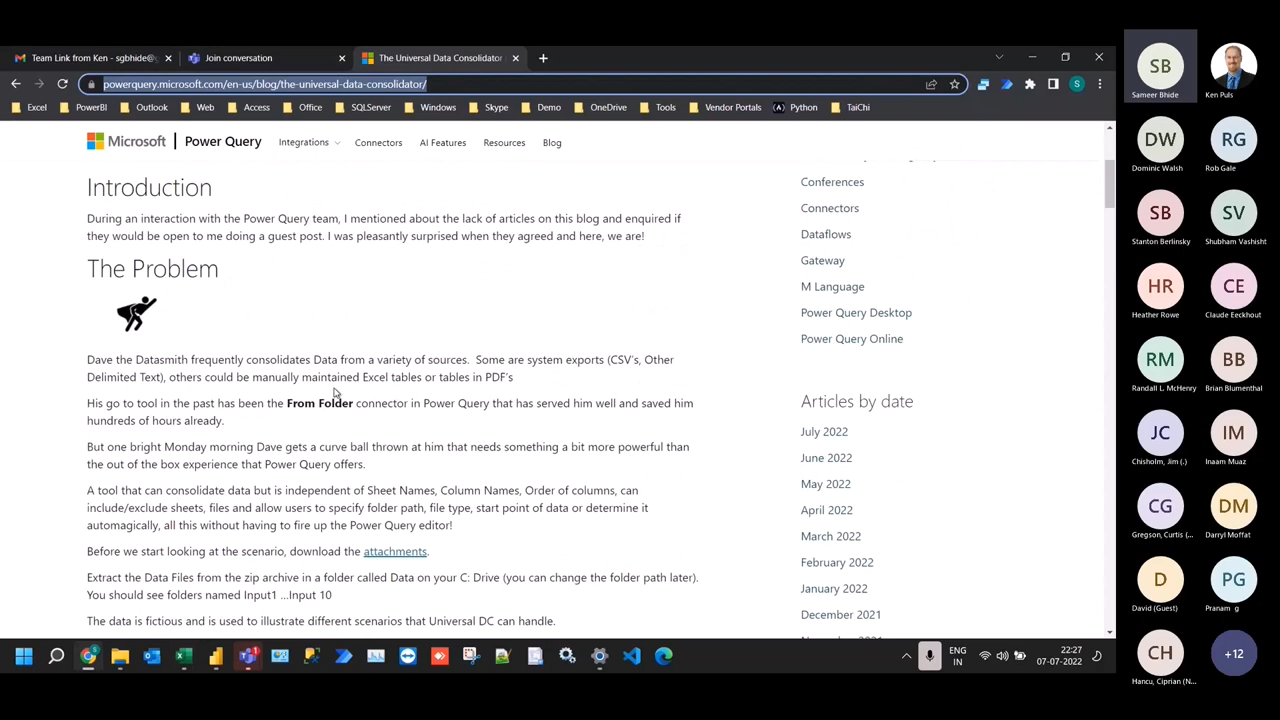 Team Link from Ken - sgbhide@
Join conversation
The Universal Data Consolidator
powerquery.microsoft.com/en-us/blog/the-universal-data-consolidator/
S
Excel
PowerBI
Outlook
Web
Access
Office
SQLServer
Windows
Skype
Demo
OneDrive
Tools
Vendor Portals
Python
TaiChi
Microsoft
Power Query
Integrations
Connectors
AI Features
Resources
Blog
Introduction
During an interaction with the Power Query team, I mentioned about the lack of articles on this blog and enquired if
they would be open to me doing a guest post. I was pleasantly surprised when they agreed and here, we are!
The Problem
Dave the Datasmith frequently consolidates Data from a variety of sources. Some are system exports (CSV's, Other
Delimited Text), others could be manually maintained Excel tables or tables in PDF's
His go to tool in the past has been the From Folder connector in Power Query that has served him well and saved him
hundreds of hours already.
But one bright Monday morning Dave gets a curve ball thrown at him that needs something a bit more powerful than
the out of the box experience that Power Query offers.
A tool that can consolidate data but is independent of Sheet Names, Column Names, Order of columns, can
include/exclude sheets, files and allow users to specify folder path, file type, start point of data or determine it
automagically, all this without having to fire up the Power Query editor!
Before we start looking at the scenario, download the attachments.
Extract the Data Files from the zip archive in a folder called Data on your C: Drive (you can change the folder path later).
You should see folders named Input1 ...Input 10
The data is fictious and is used to illustrate different scenarios that Universal DC can handle.
Conferences
Connectors
Dataflows
Gateway
M Language
Power Query Desktop
Power Query Online
Articles by date
July 2022
June 2022
May 2022
April 2022
March 2022
February 2022
January 2022
December 2021
ENG
IN
22:27
07-07-2022
SB
Sameer Bhide
Ken Puls
DW
Dominic Walsh
RG
Rob Gale
SB
Stanton Berlinsky
SV
Shubham Vashisht
HR
Heather Rowe
CE
Claude Eeckhout
RM
Randall L. McHenry
BB
Brian Blumenthal
JC
Chisholm, Jim (.)
IM
Inaam Muaz
CG
Gregson, Curtis (...
DM
Darryl Moffat
D
David (Guest)
PG
Pranam g
CH
Hancu, Ciprian (N...
+12